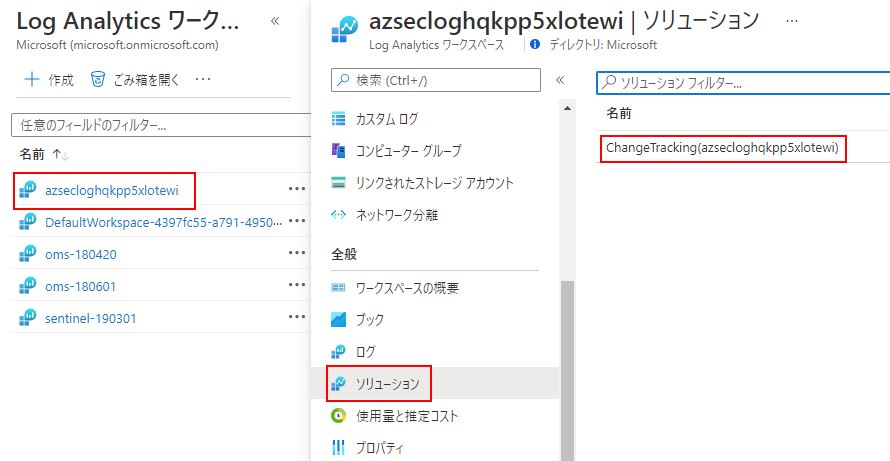 Log Analytics ワーク...
Microsoft (microsoft.onmicrosoft.com)
作成 ごみ箱を開く ...
任意のフィールドのフィルター...
名前
azsecloghqkpp5xlotewi
DefaultWorkspace-4397fc55-a791-4950...
oms-180420
oms-180601
sentinel-190301
azsecloghqkpp5xlotewi | ソリューション ...
Log Analytics ワークスペース ディレクトリ: Microsoft
検索 (Ctrl+/)
カスタム ログ
コンピューター グループ
リンクされたストレージ アカウント
ネットワーク分離
全般
ワークスペースの概要
ブック
ログ
ソリューション
使用量と推定コスト
プロパティ
ソリューション フィルター...
名前
ChangeTracking(azsecloghqkpp5xlotewi)